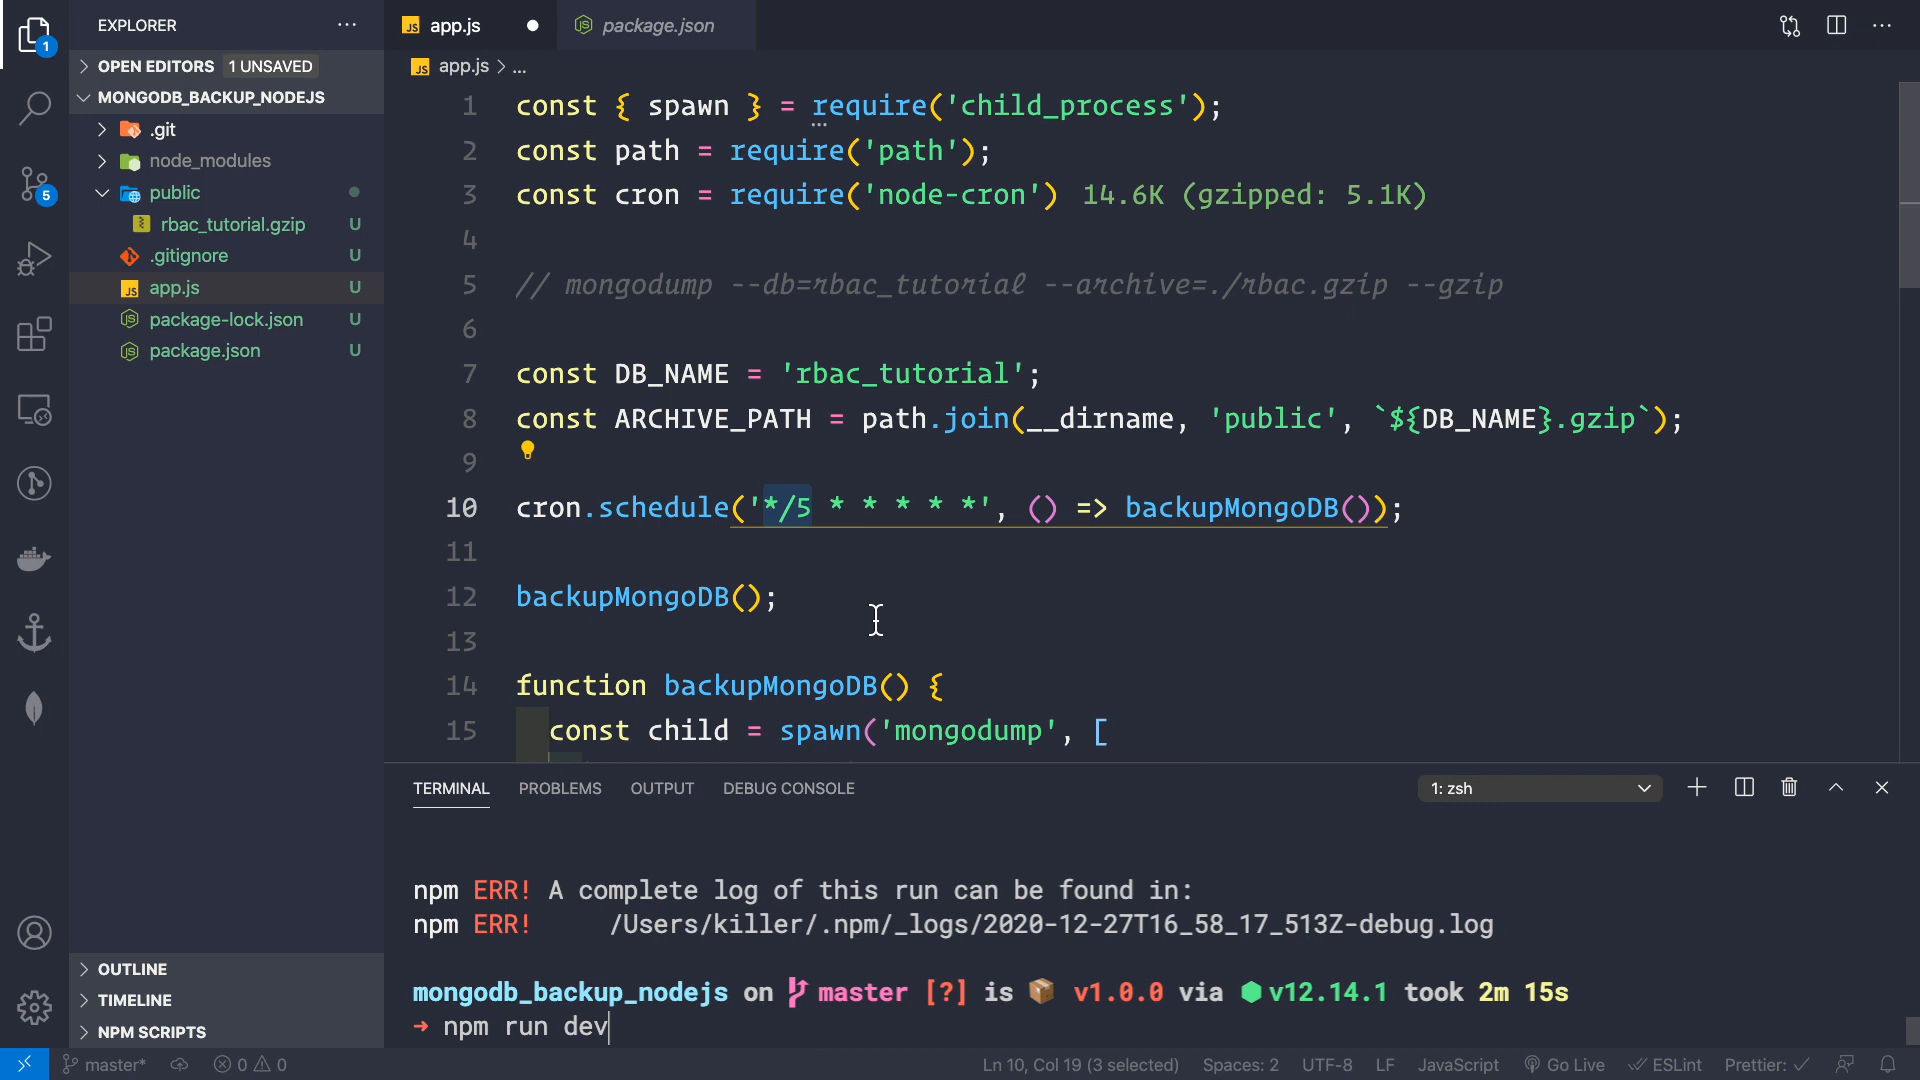 EXPLORER
OPEN EDITORS 1 UNSAVED
MONGODB_BACKUP_NODEJS
.git
node_modules
public
rbac_tutorial.gzip U
.gitignore U
app.js U
package-lock.json U
package.json U
OUTLINE
TIMELINE
NPM SCRIPTS
1
5
JS app.js
JS package.json
JS app.js > ...
1 const { spawn } = require('child_process');
2 const path = require('path');
3 const cron = require('node-cron') 14.6K (gzipped: 5.1K)
4
5 // mongodump --db=rbac_tutorial --archive=./rbac.gzip --gzip
6
7 const DB_NAME = 'rbac_tutorial';
8 const ARCHIVE_PATH = path.join(__dirname, 'public', `${DB_NAME}.gzip`);
9
10 cron.schedule('*/5 * * * * *', () => backupMongoDB());
11
12 backupMongoDB();
13
14 function backupMongoDB() {
15 const child = spawn('mongodump', [
TERMINAL PROBLEMS OUTPUT DEBUG CONSOLE 1: zsh
npm ERR! A complete log of this run can be found in:
npm ERR! /Users/killer/.npm/_logs/2020-12-27T16_58_17_513Z-debug.log
mongodb_backup_nodejs on master [?] is 📦 v1.0.0 via ⬢v12.14.1 took 2m 15s
➜ npm run dev
master* 0 0 Ln 10, Col 19 (3 selected) Spaces: 2 UTF-8 LF JavaScript Go Live ESLint Prettier: ✓